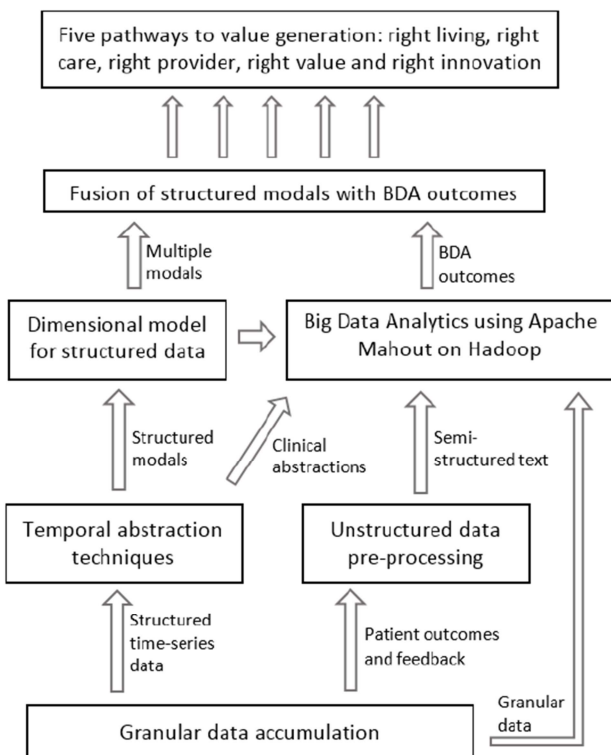 Five pathways to value generation: right living, right
care, right provider, right value and right innovation
Fusion of structured modals with BDA outcomes
Multiple
modals
BDA
outcomes
Dimensional model
for structured data
Big Data Analytics using Apache
Mahout on Hadoop
Structured
modals
Clinical
abstractions
Semi-
structured text
Temporal abstraction
techniques
Unstructured data
pre-processing
Structured
time-series
data
Patient outcomes
and feedback
Granular
data
Granular data accumulation